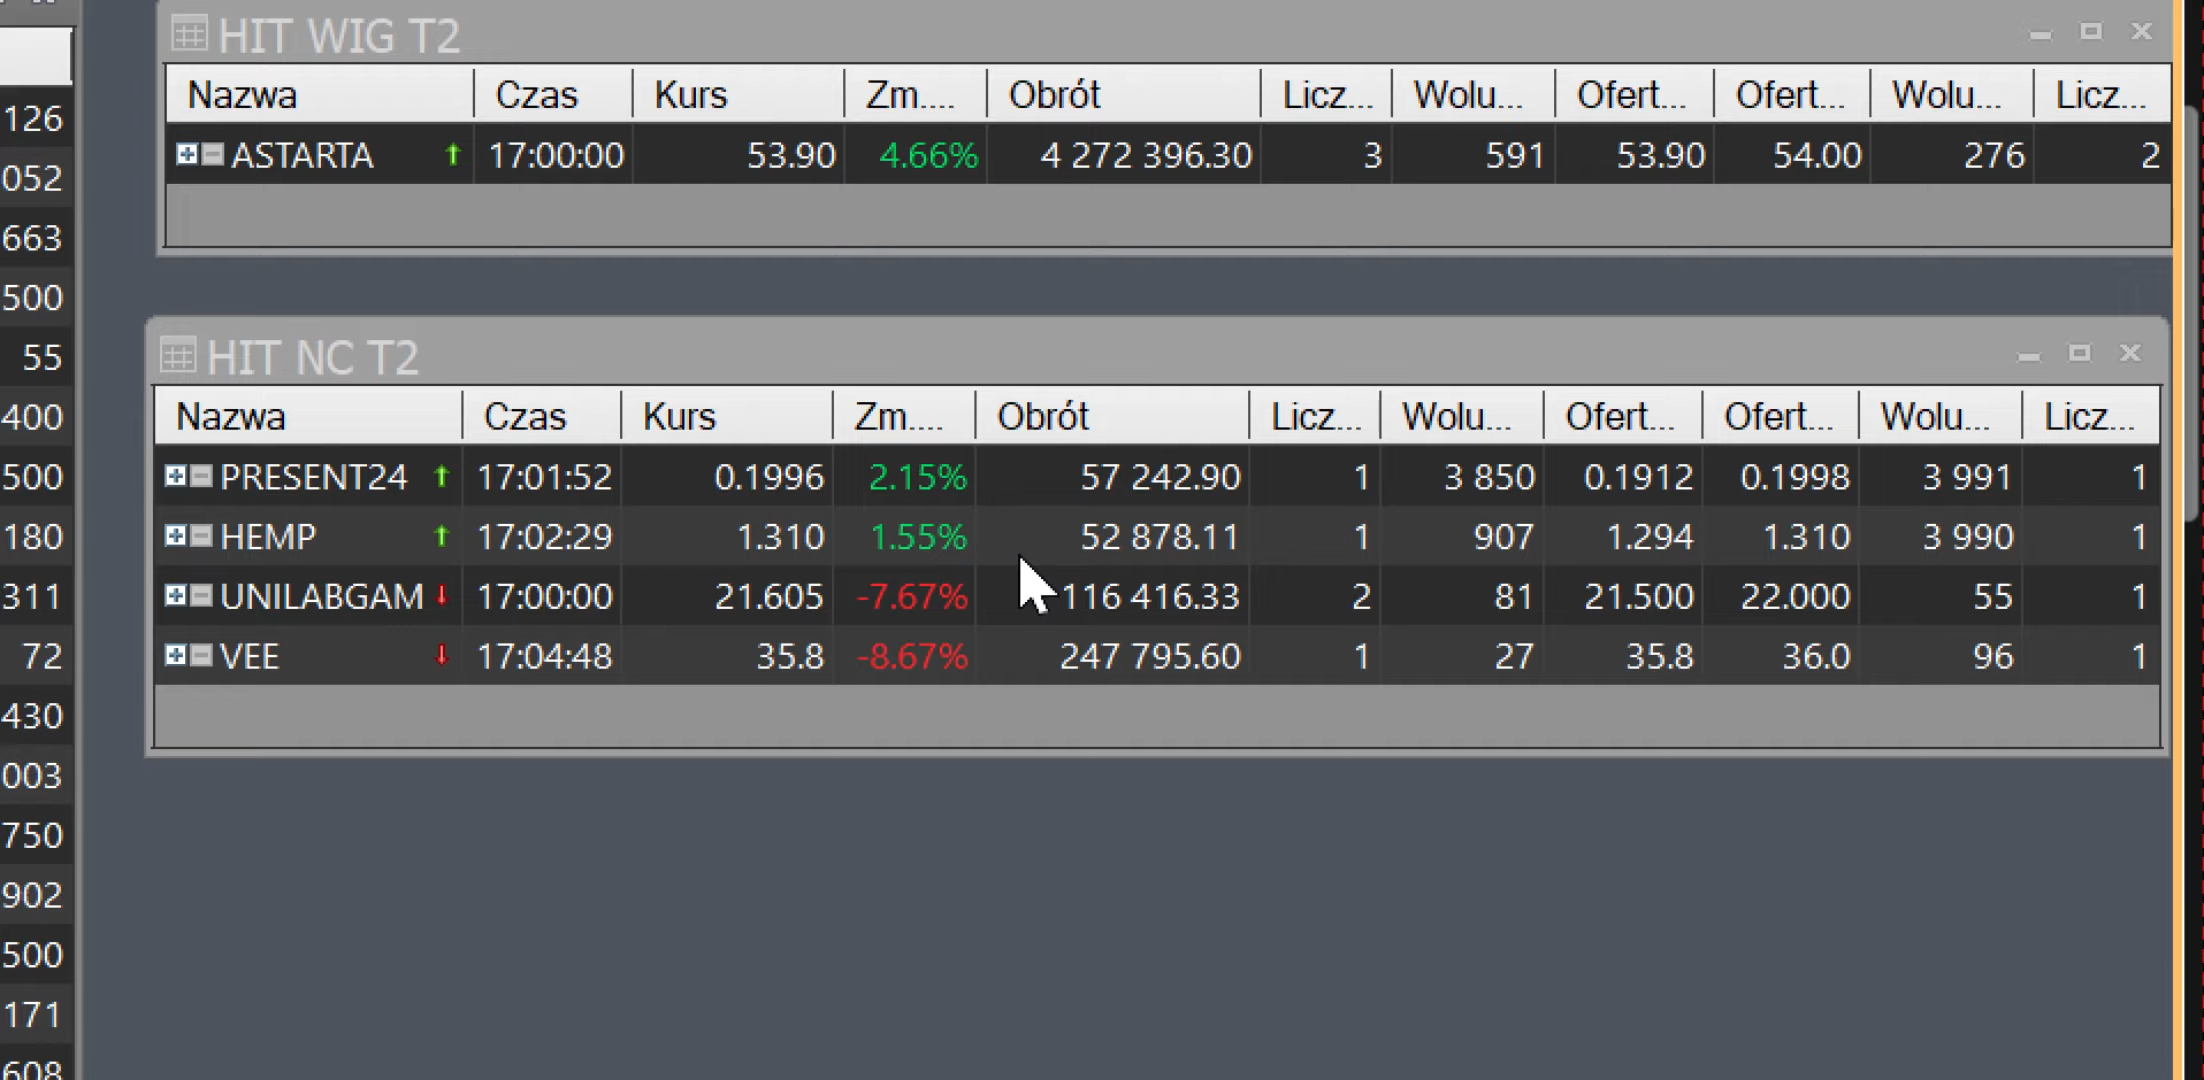 HIT WIG T2
Nazwa Czas Kurs Zm.... Obrót Licz... Wolu... Ofert... Ofert... Wolu... Licz...
ASTARTA 17:00:00 53.90 4.66% 4 272 396.30 3 591 53.90 54.00 276 2
HIT NC T2
Nazwa Czas Kurs Zm.... Obrót Licz... Wolu... Ofert... Ofert... Wolu... Licz...
PRESENT24 17:01:52 0.1996 2.15% 57 242.90 1 3 850 0.1912 0.1998 3 991 1
HEMP 17:02:29 1.310 1.55% 52 878.11 1 907 1.294 1.310 3 990 1
UNILABGAM 17:00:00 21.605 -7.67% 116 416.33 2 81 21.500 22.000 55 1
VEE 17:04:48 35.8 -8.67% 247 795.60 1 27 35.8 36.0 96 1
126
052
663
500
55
400
500
180
311
72
430
003
750
902
500
171
608